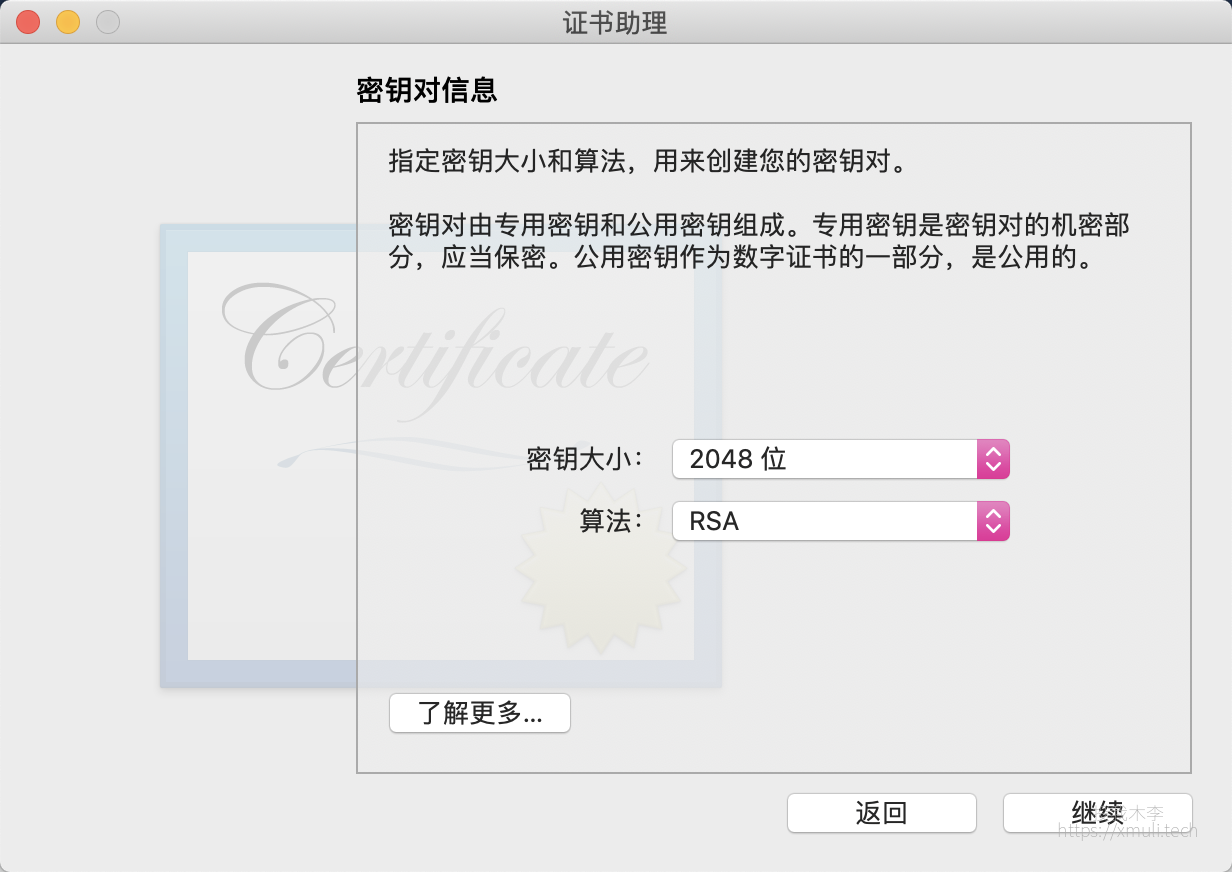 证书助理
密钥对信息
指定密钥大小和算法，用来创建您的密钥对。
密钥对由专用密钥和公用密钥组成。专用密钥是密钥对的机密部
分，应当保密。公用密钥作为数字证书的一部分，是公用的。
Certificate
密钥大小：
2048 位
算法：
RSA
了解更多...
返回
继续
木李
https://xmuli.tech